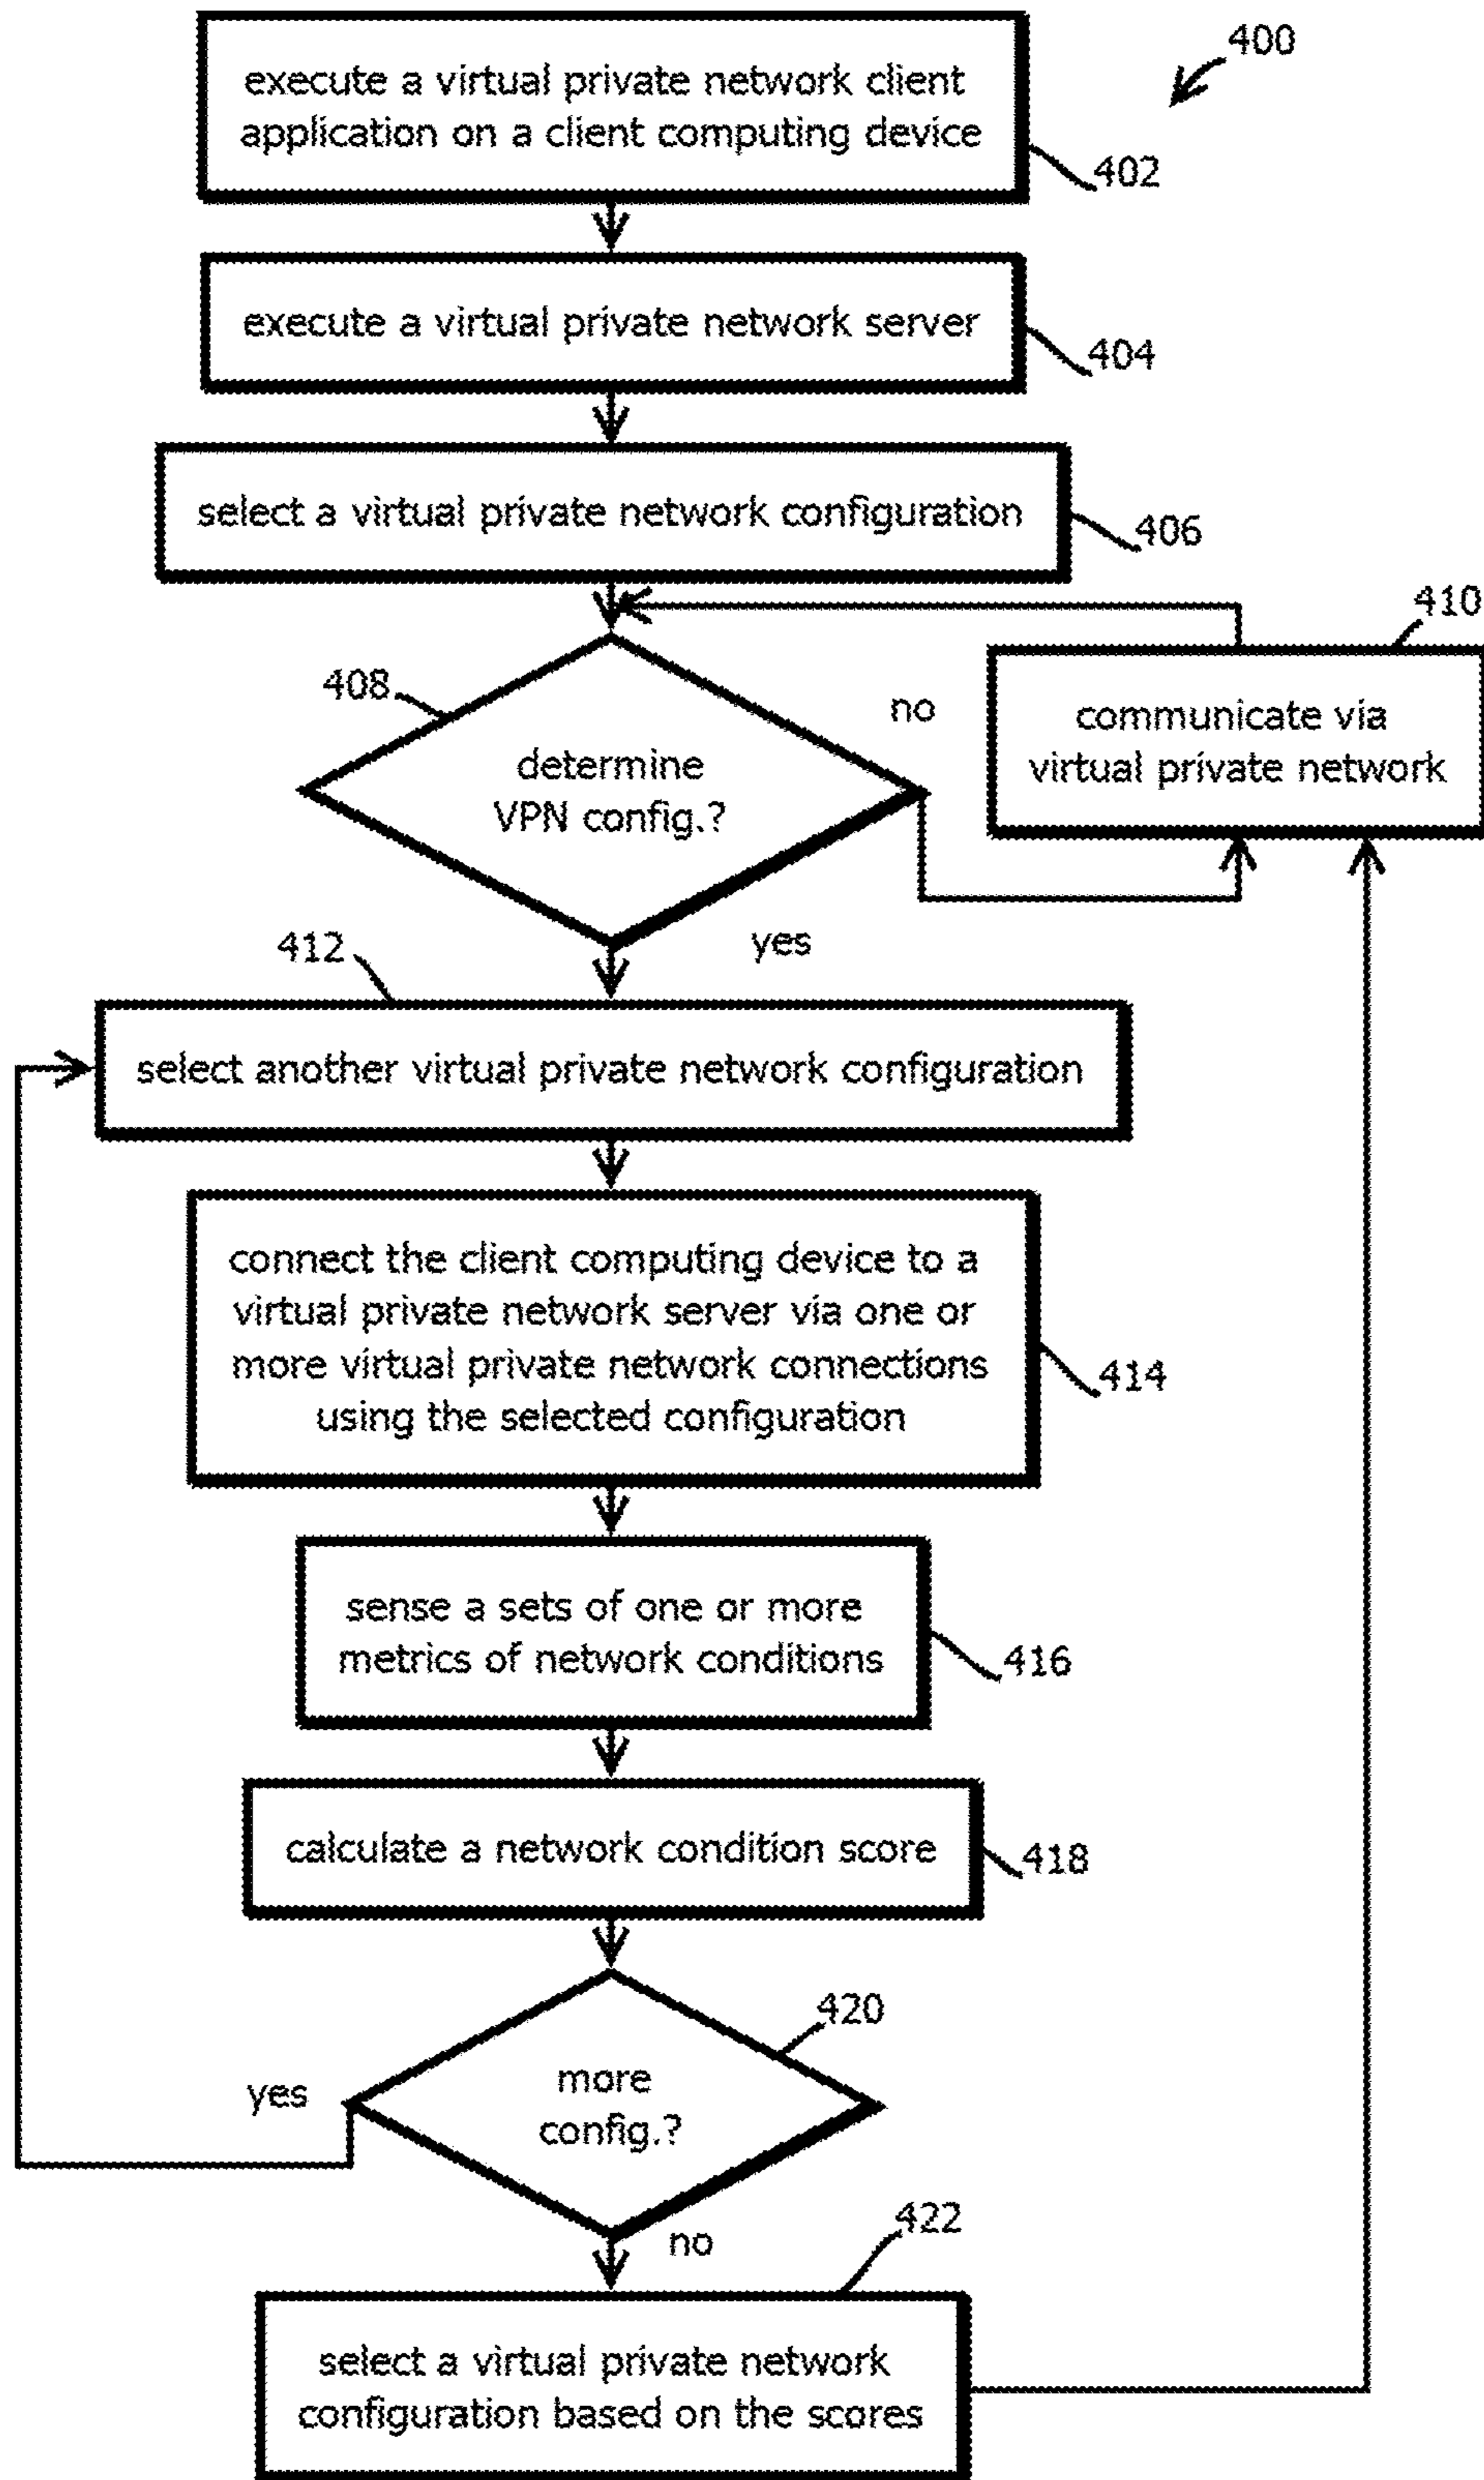 400
execute a virtual private network client
application on a client computing device
402
execute a virtual private network server
404
select a virtual private network configuration
406
410
408
no
communicate via
virtual private network
determine
VPN config.?
412
yes
select another virtual private network configuration
connect the client computing device to a
virtual private network server via one or
more virtual private network connections
using the selected configuration
414
sense a sets of one or more
metrics of network conditions
416
calculate a network condition score
418
420
more
config.?
yes
422
no
select a virtual private network
configuration based on the scores